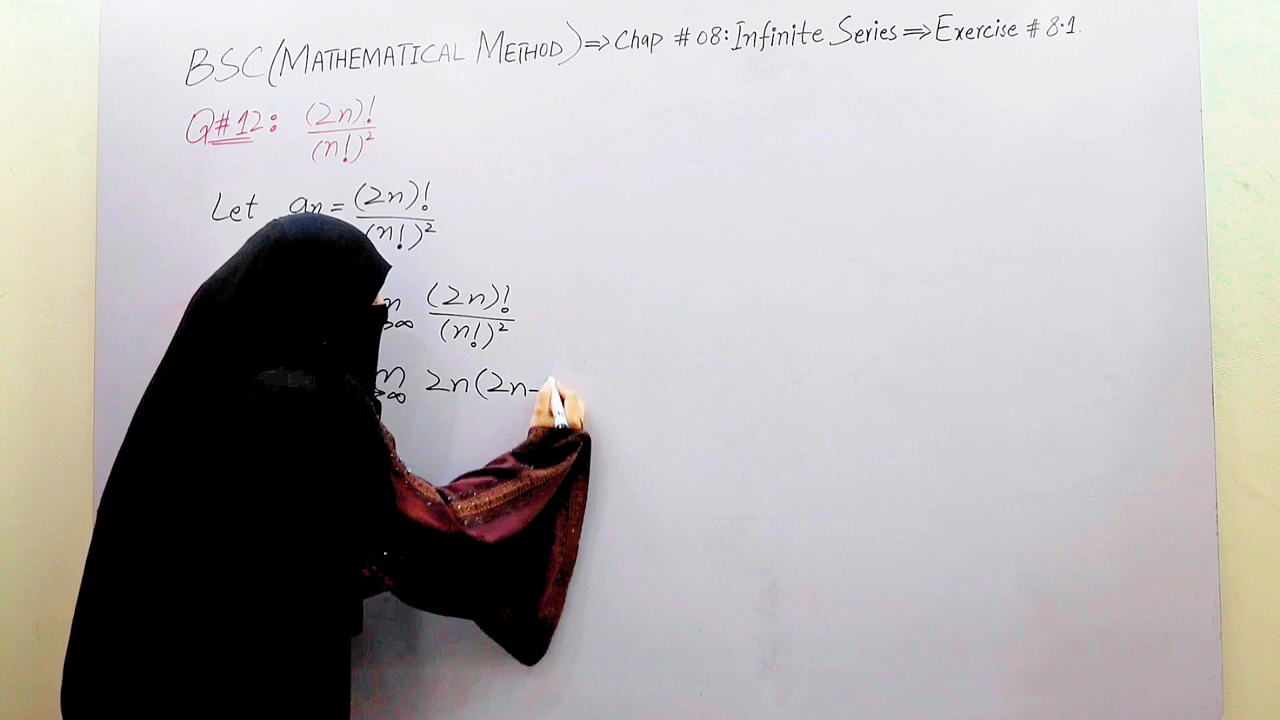 BSC (MATHEMATICAL METHOD) ⇒ Chap # 08: Infinite Series ⇒ Exercise # 8.1.
Q#12: (2n)! / (n!)²
Let an = (2n)! / (n!)²
(2n)! / (n!)²
2n(2n-